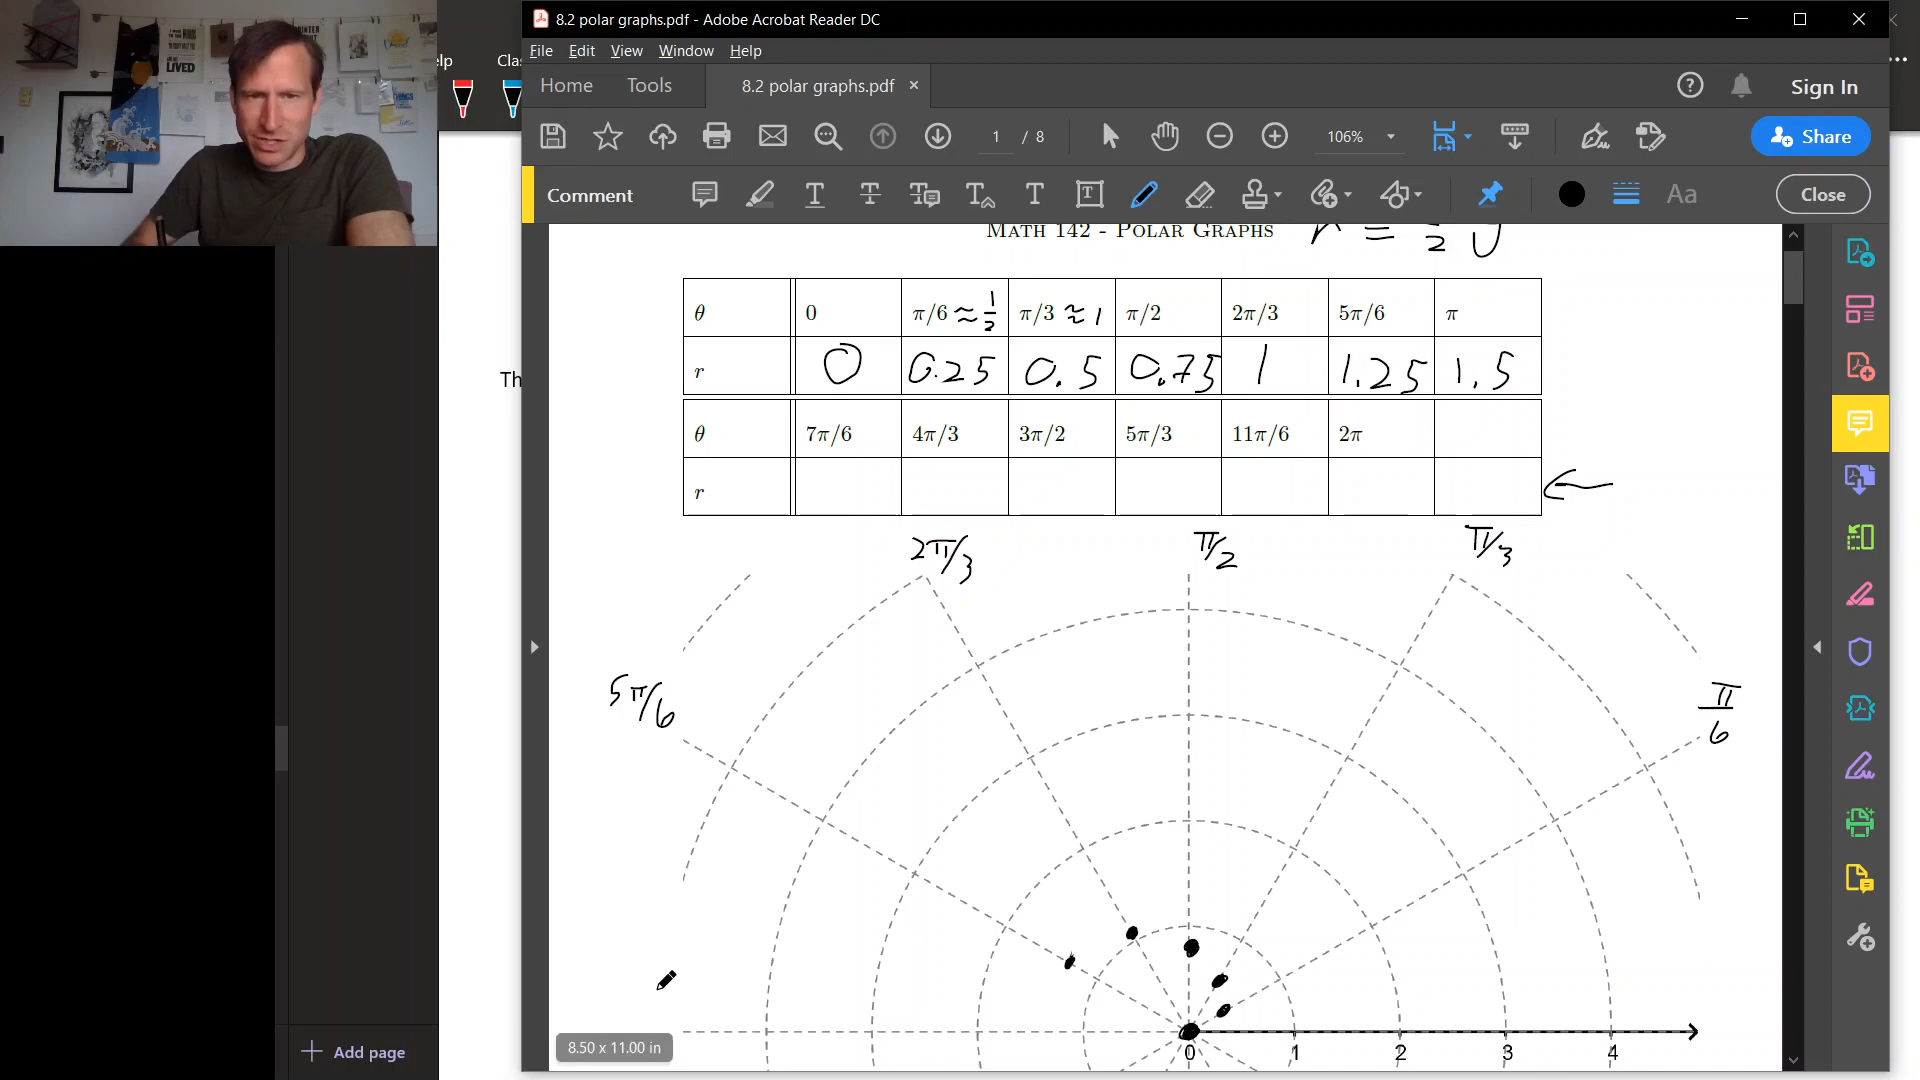 8.2 polar graphs.pdf - Adobe Acrobat Reader DC
File Edit View Window Help
Home Tools 8.2 polar graphs.pdf × Sign In
1 / 8 106% Share
Comment Aa Close
MATH 142 - POLAR GRAPHS
θ 0 π/6 ≈ 1/2 π/3 ≈ 1 π/2 2π/3 5π/6 π
r 0 0.25 0.5 0.75 1 1.25 1.5
θ 7π/6 4π/3 3π/2 5π/3 11π/6 2π
r
2π/3 π/2 π/3
5π/6 π/6
0 1 2 3 4
8.50 x 11.00 in
Add page
elp Clas
Th
LIVED